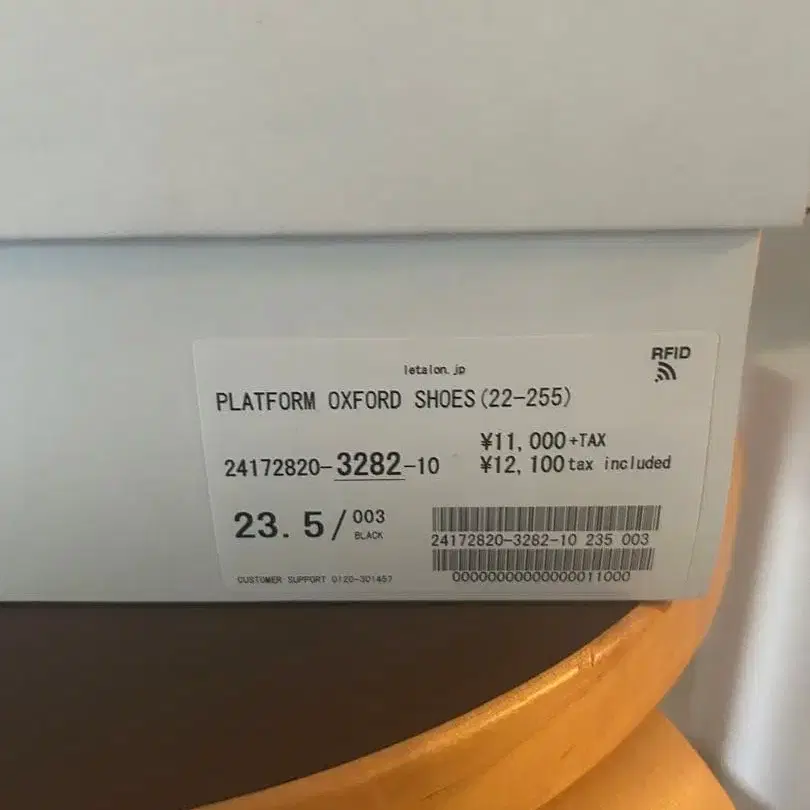 RFID
letalon.jp
PLATFORM OXFORD SHOES(22-255)
¥11,000+TAX
24172820-3282-10 ¥12,100tax included
23.5/003
BLACK
24172820-3282-10 235 003
CUSTOMER SUPPORT 0120-301457
00000000000000011000